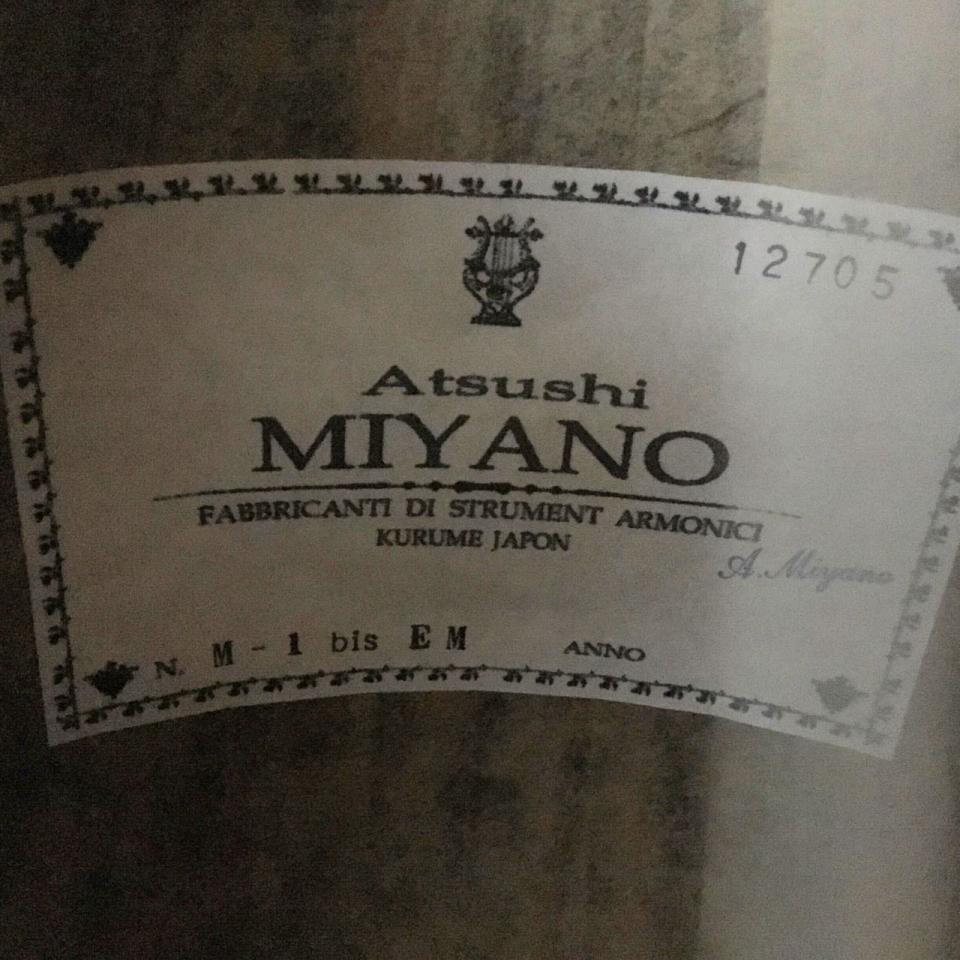 12705
Atsushi
MIYANO
FABBRICANTI DI STRUMENT ARMONICI
KURUME JAPON
A.Miyano
N. M-1 bis EM ANNO